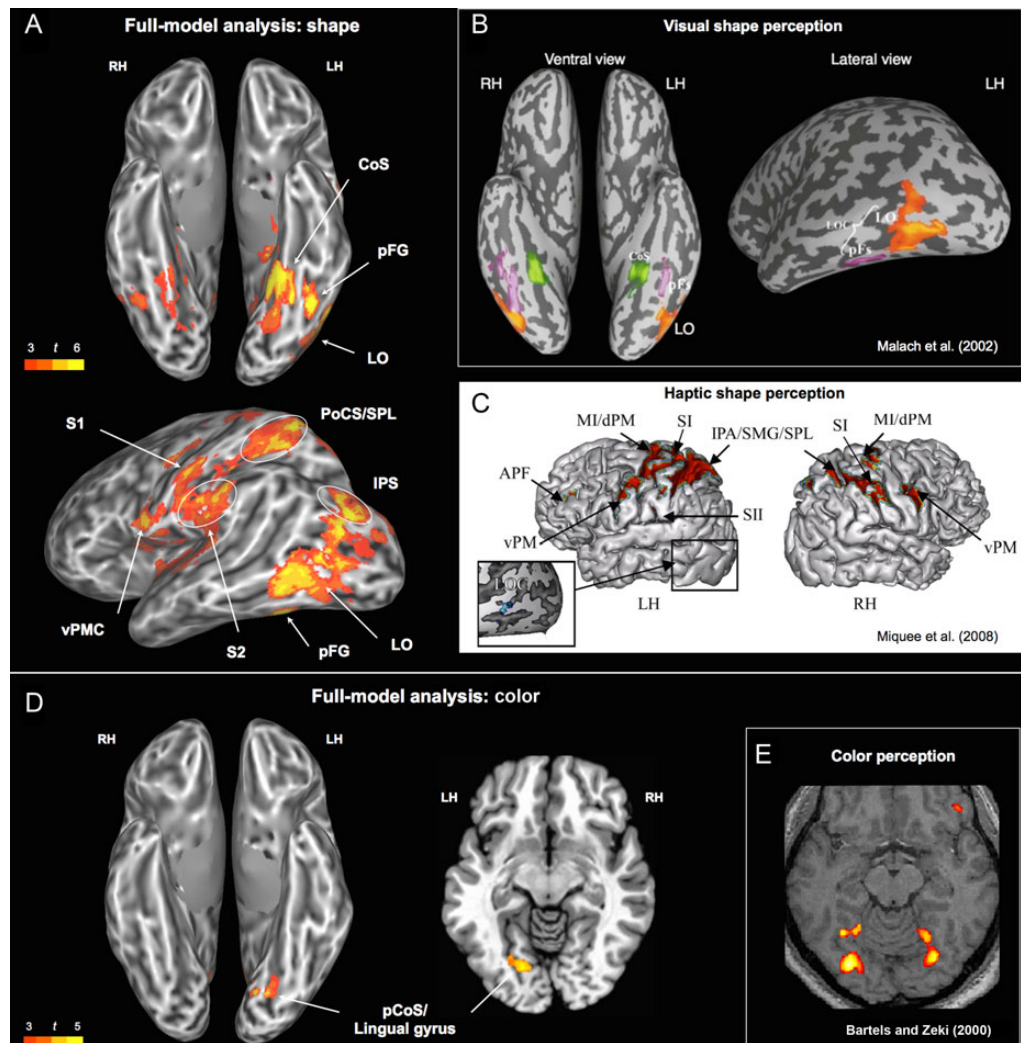 A
Full-model analysis: shape
RH
LH
CoS
pFG
LO
3 t 6
S1
PoCS/SPL
IPS
vPMC
S2
pFG
LO
B
Visual shape perception
Ventral view
Lateral view
RH
LH
LH
CoS
pFs
LO
LOC
LO
pFs
Malach et al. (2002)
C
Haptic shape perception
MI/dPM
SI
IPA/SMG/SPL
SI
MI/dPM
APF
vPM
SII
vPM
LOC
LH
RH
Miquee et al. (2008)
D
Full-model analysis: color
RH
LH
LH
RH
pCoS/
Lingual gyrus
3 t 5
E
Color perception
Bartels and Zeki (2000)